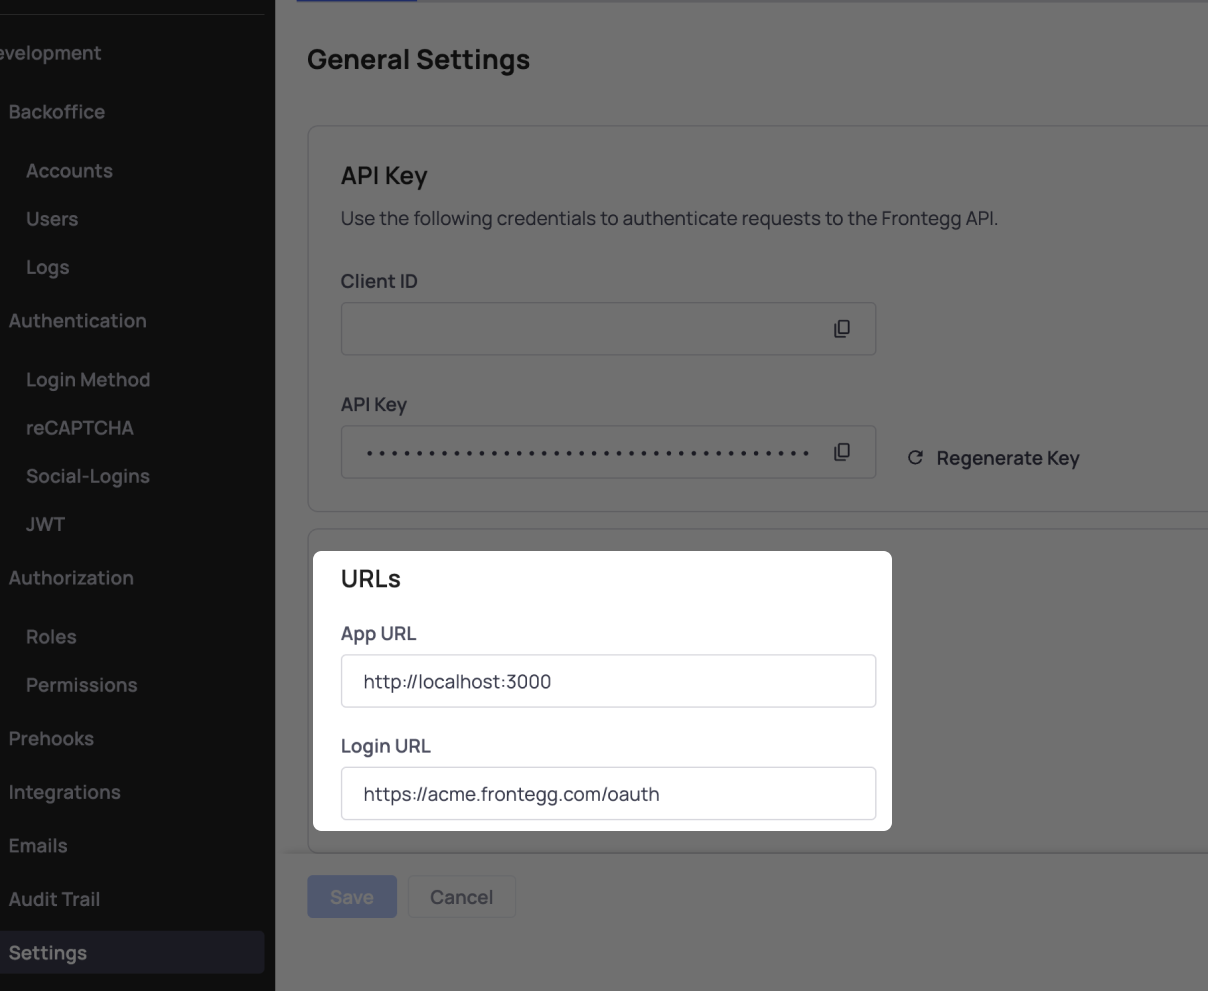 evelopment
Backoffice
Accounts
Users
Logs
Authentication
Login Method
reCAPTCHA
Social-Logins
JWT
Authorization
Roles
Permissions
Prehooks
Integrations
Emails
Audit Trail
Settings
General Settings
API Key
Use the following credentials to authenticate requests to the Frontegg API.
Client ID
API Key
Regenerate Key
URLs
App URL
http://localhost:3000
Login URL
https://acme.frontegg.com/oauth
Save
Cancel